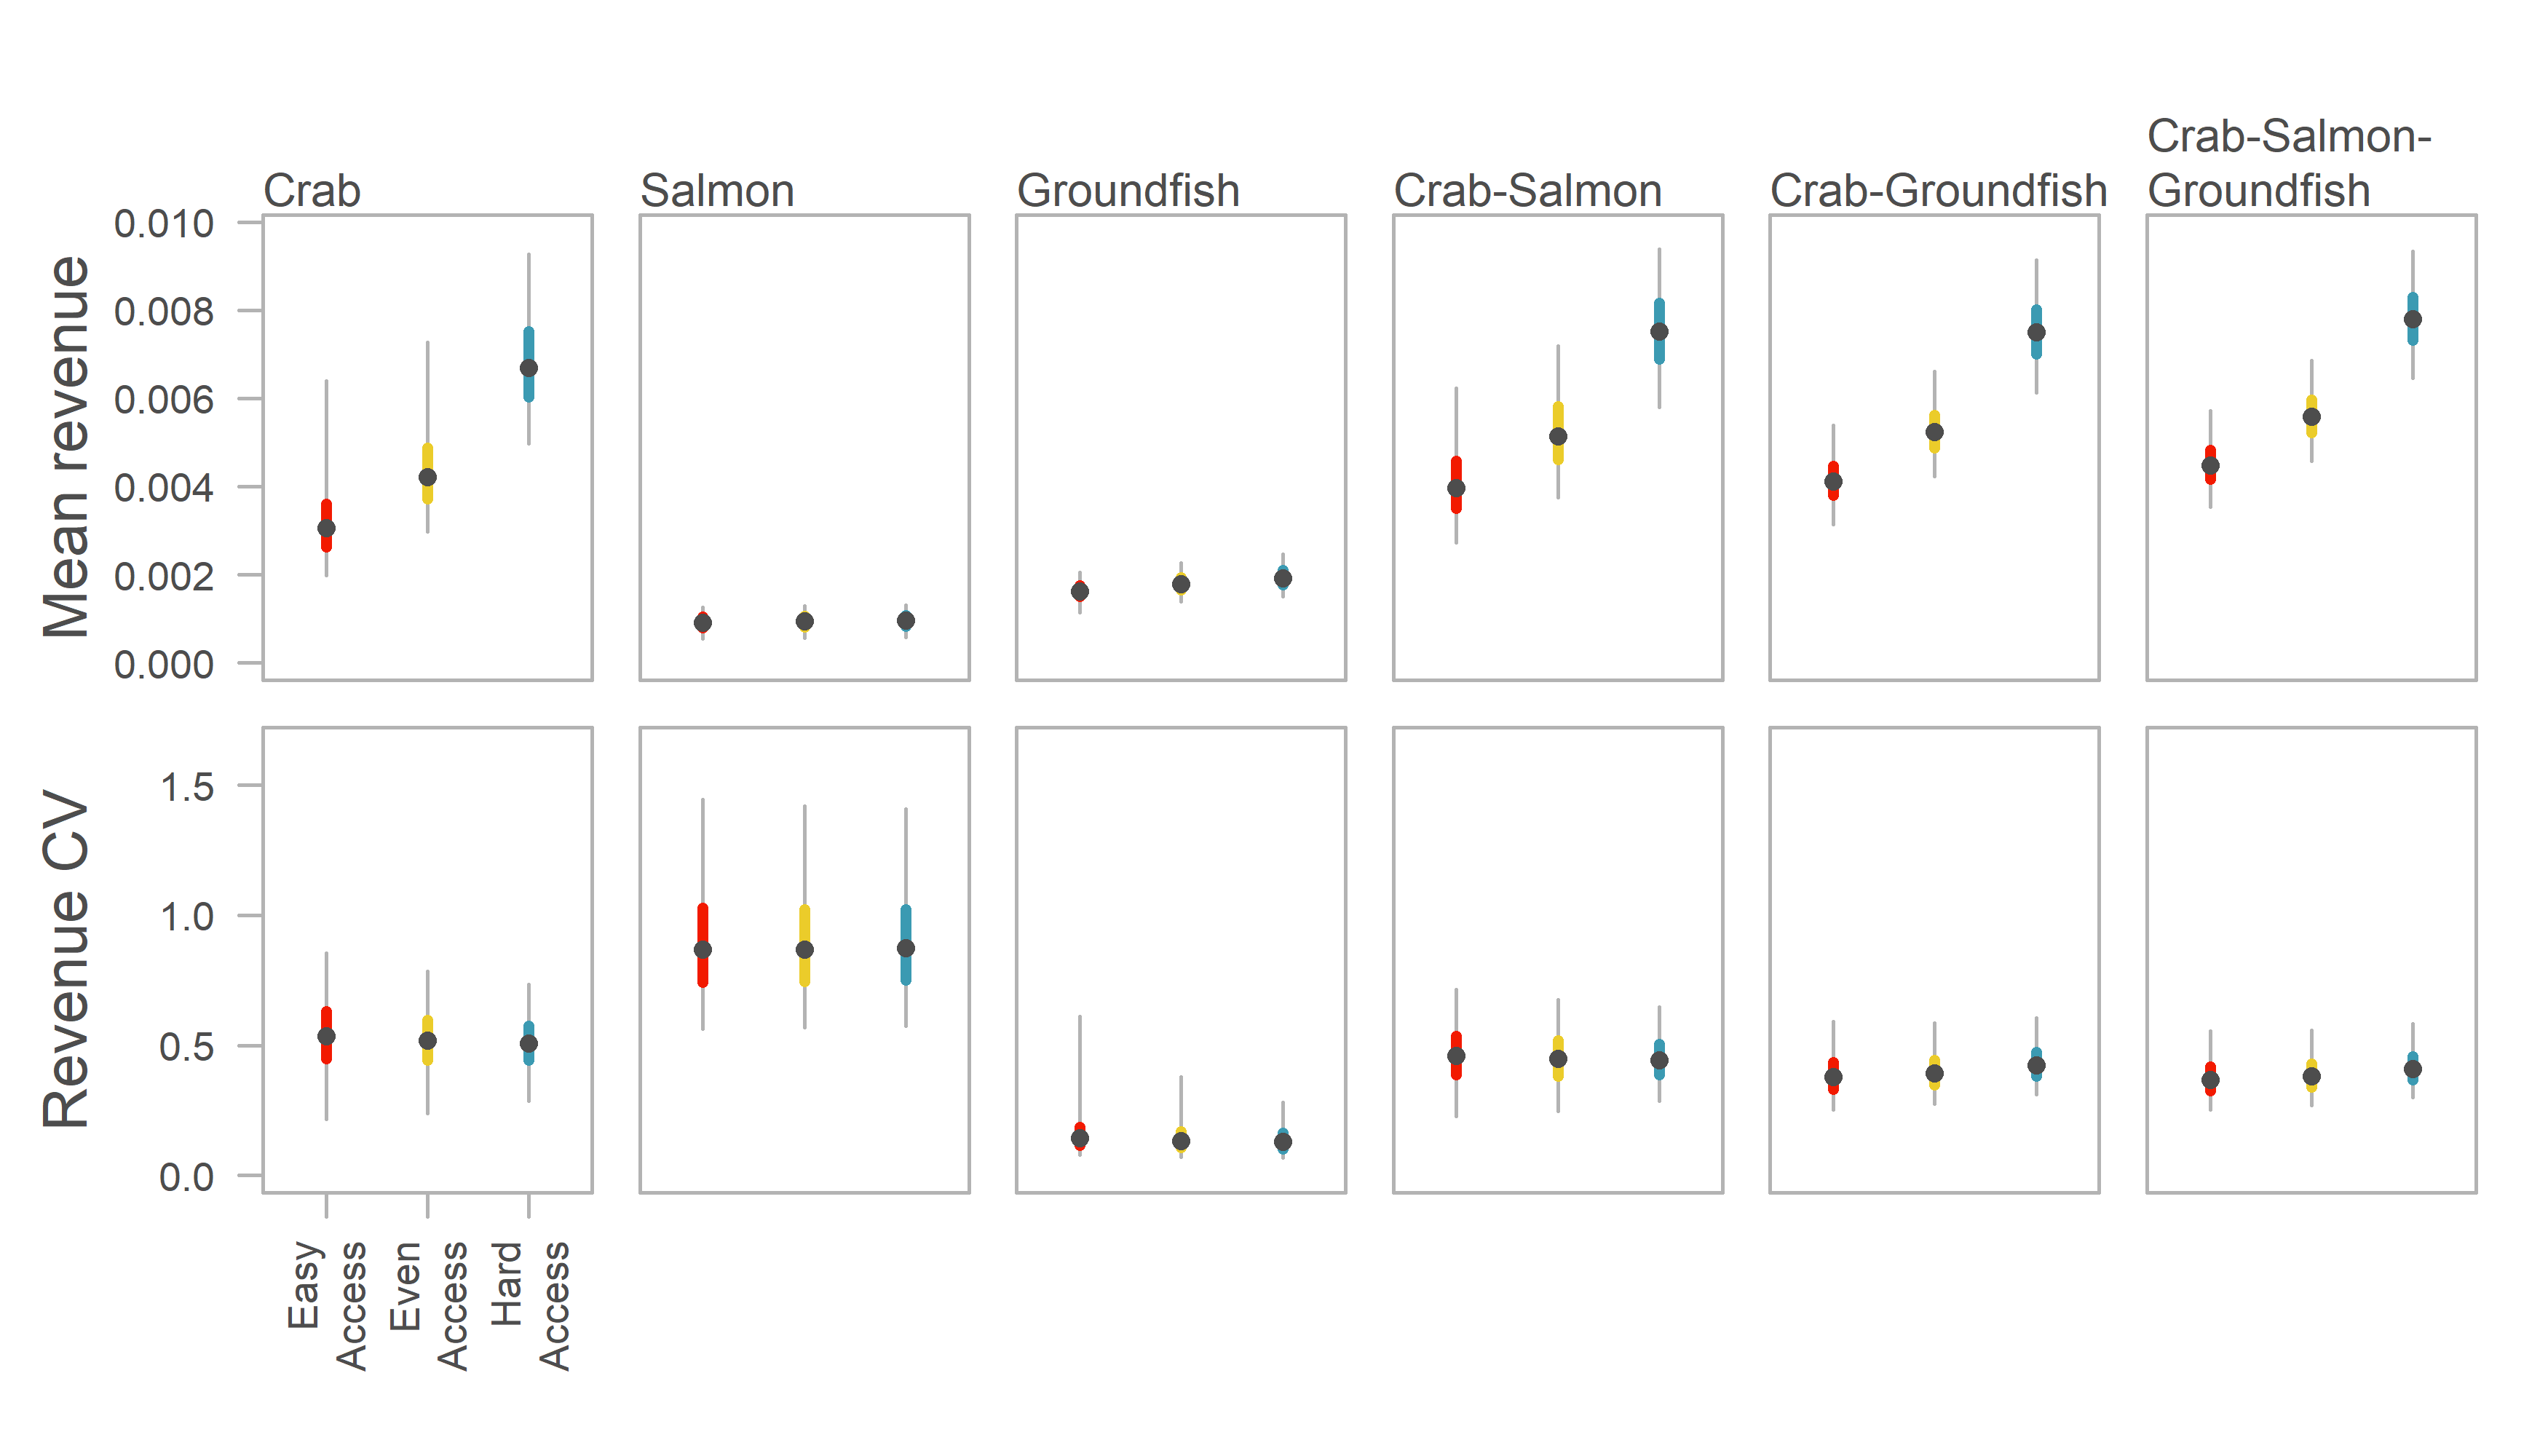 Crab-Salmon-
Crab Salmon Groundfish Crab-Salmon Crab-Groundfish Groundfish
Mean revenue
0.010
0.008
0.006
0.004
0.002
0.000
Revenue CV
1.5
1.0
0.5
0.0
Easy
Access
Even
Access
Hard
Access